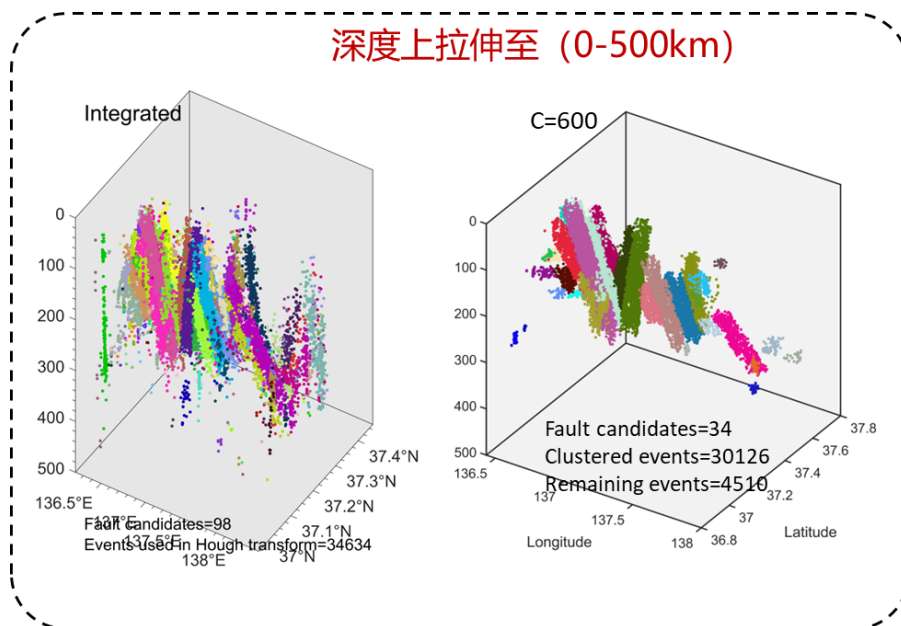 深度上拉伸至（0-500km）
Integrated
0
100
200
300
400
500
136.5°E
137°E
137.5°E
138°E
37°N
37.1°N
37.2°N
37.3°N
37.4°N
Fault candidates=98
Events used in Hough transform=34634
C=600
0
100
200
300
400
500
136.5
137
137.5
138
36.8
37
37.2
37.4
37.6
37.8
Longitude
Latitude
Fault candidates=34
Clustered events=30126
Remaining events=4510